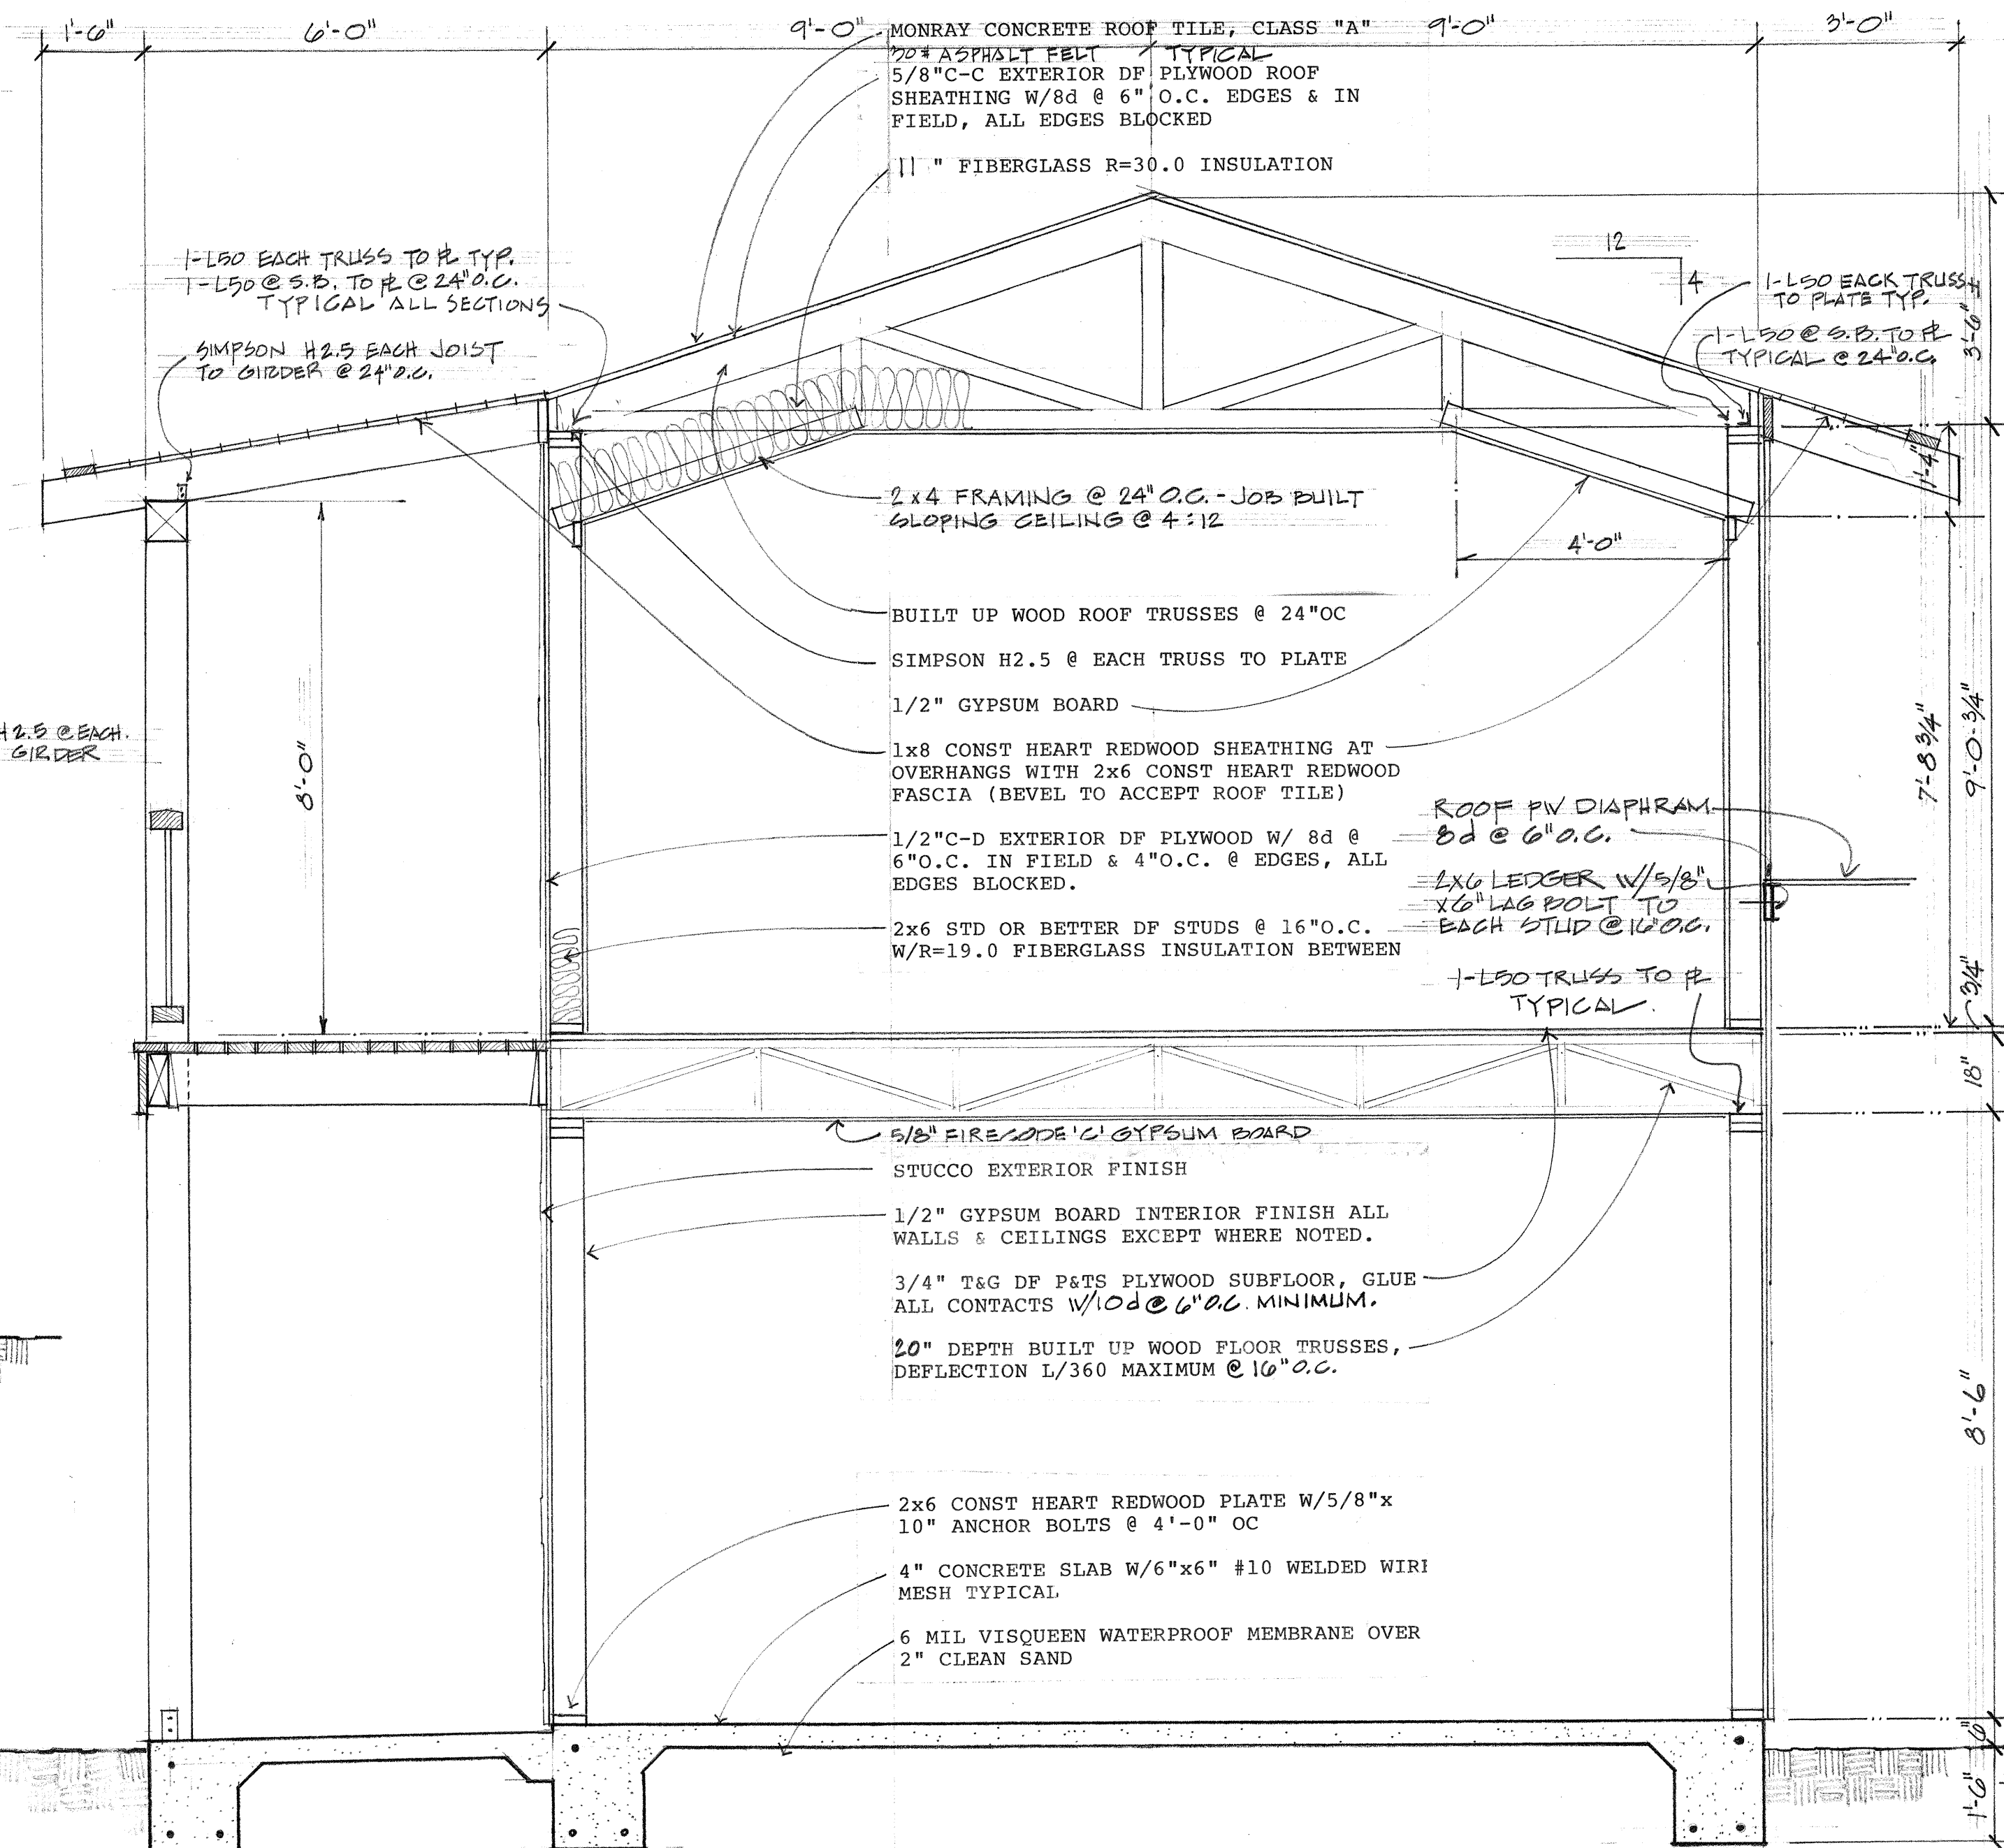 1'-6"
6'-0"
9'-0"
MONRAY CONCRETE ROOF TILE, CLASS "A"
9'-0"
3'-0"
30# ASPHALT FELT TYPICAL
5/8"C-C EXTERIOR DF PLYWOOD ROOF
SHEATHING W/8d @ 6" O.C. EDGES & IN
FIELD, ALL EDGES BLOCKED
11 " FIBERGLASS R=30.0 INSULATION
1-L50 EACH TRUSS TO PL TYP.
1-L50 @ S.B. TO PL @ 24" O.C.
TYPICAL ALL SECTIONS
SIMPSON H2.5 EACH JOIST
TO GIRDER @ 24" O.C.
12
4
1-L50 EACK TRUSS
TO PLATE TYP.
1-L50 @ S.B. TO PL
TYPICAL @ 24" O.C.
3'-6" ±
1'-4"
2x4 FRAMING @ 24" O.C. - JOB BUILT
SLOPING CEILING @ 4:12
4'-0"
BUILT UP WOOD ROOF TRUSSES @ 24"OC
SIMPSON H2.5 @ EACH TRUSS TO PLATE
1/2" GYPSUM BOARD
H2.5 @ EACH.
GIRDER
8'-0"
1x8 CONST HEART REDWOOD SHEATHING AT
OVERHANGS WITH 2x6 CONST HEART REDWOOD
FASCIA (BEVEL TO ACCEPT ROOF TILE)
7'-8 3/4"
9'-0-3/4"
ROOF PW DIAPHRAM
8d @ 6" O.C.
1/2"C-D EXTERIOR DF PLYWOOD W/ 8d @
6"O.C. IN FIELD & 4"O.C. @ EDGES, ALL
EDGES BLOCKED.
2X6 LEDGER W/5/8"
X6" LAG BOLT TO
EACH STUD @ 16" O.C.
2x6 STD OR BETTER DF STUDS @ 16"O.C.
W/R=19.0 FIBERGLASS INSULATION BETWEEN
1-L50 TRUSS TO PL
TYPICAL.
3/4"
18"
5/8" FIRECODE 'C' GYPSUM BOARD
STUCCO EXTERIOR FINISH
1/2" GYPSUM BOARD INTERIOR FINISH ALL
WALLS & CEILINGS EXCEPT WHERE NOTED.
3/4" T&G DF P&TS PLYWOOD SUBFLOOR, GLUE
ALL CONTACTS W/10d @ 6" O.C. MINIMUM.
20" DEPTH BUILT UP WOOD FLOOR TRUSSES,
DEFLECTION L/360 MAXIMUM @ 16" O.C.
8'-6"
2x6 CONST HEART REDWOOD PLATE W/5/8"x
10" ANCHOR BOLTS @ 4'-0" OC
4" CONCRETE SLAB W/6"x6" #10 WELDED WIRE
MESH TYPICAL
6 MIL VISQUEEN WATERPROOF MEMBRANE OVER
2" CLEAN SAND
6"
1'-6"